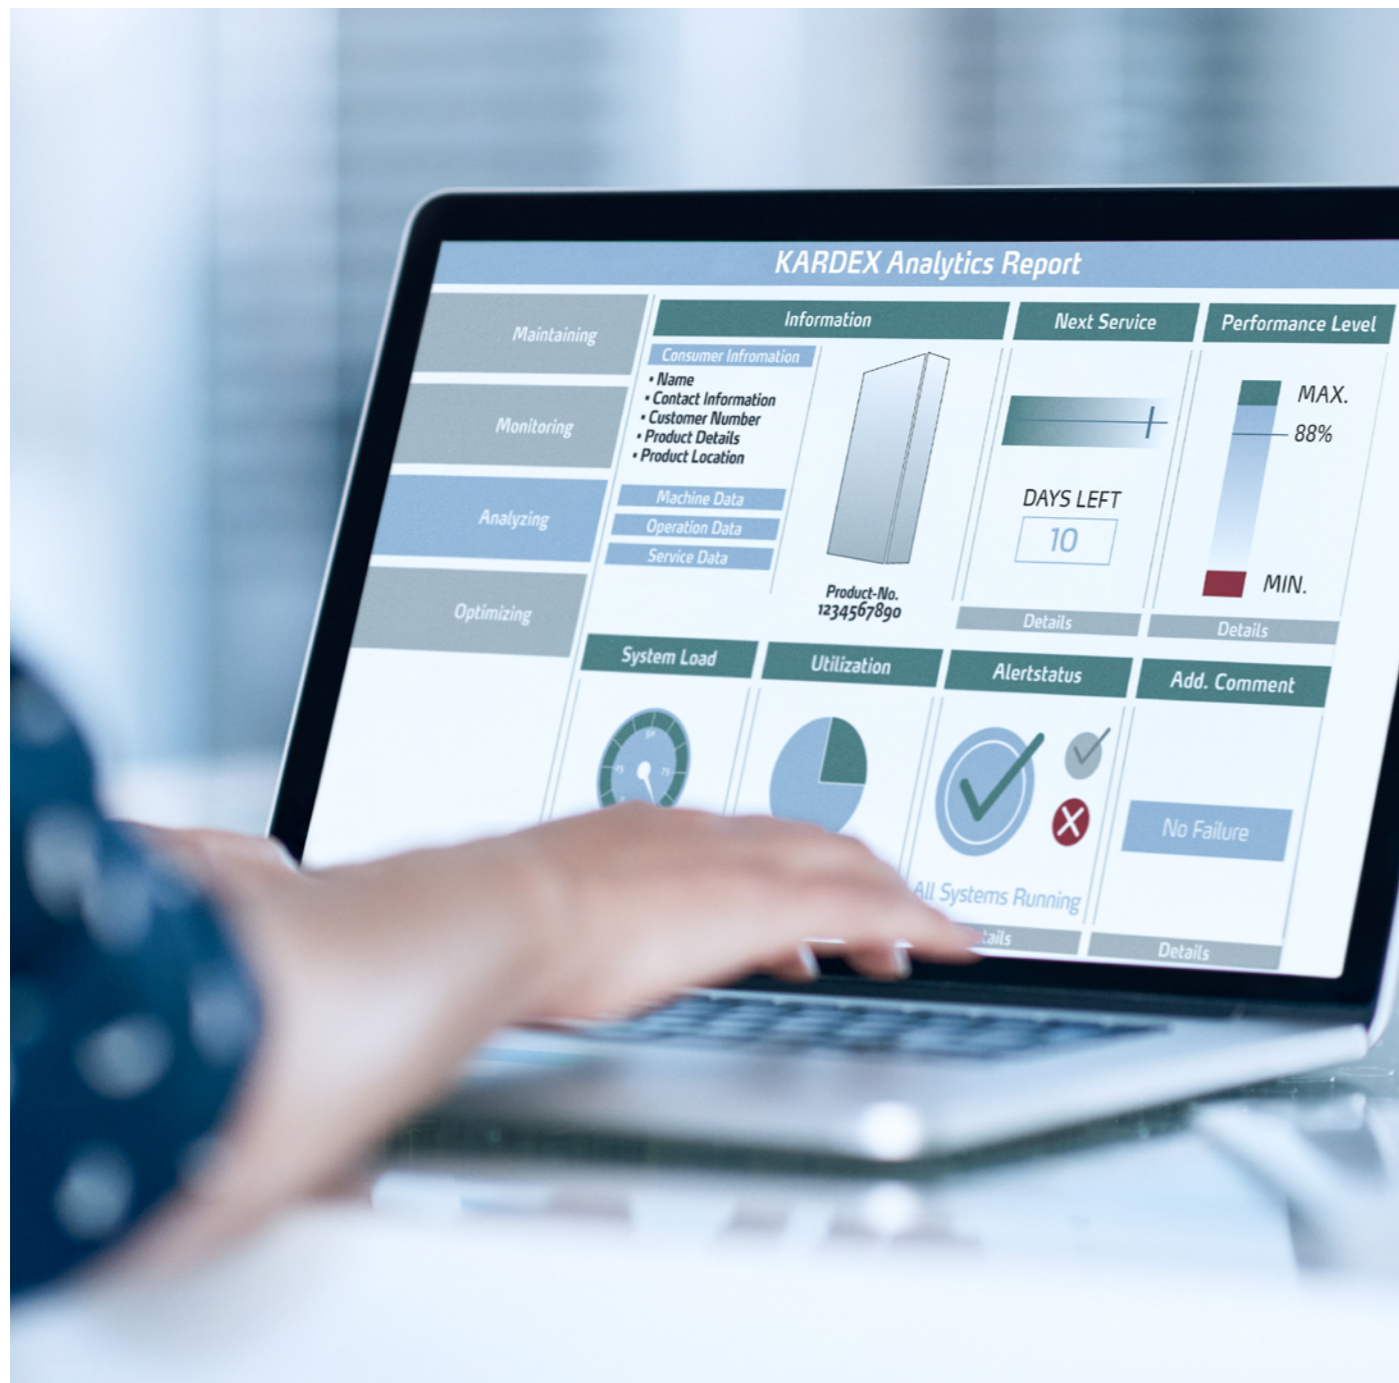 KARDEX Analytics Report
Maintaining
Monitoring
Analyzing
Optimizing
Information
Consumer Infromation
• Name
• Contact Information
• Customer Number
• Product Details
• Product Location
Machine Data
Operation Data
Service Data
Product-No.
1234567890
Next Service
DAYS LEFT
10
Details
Performance Level
MAX.
88%
MIN.
Details
System Load
50
75
Utilization
Alertstatus
All Systems Running
Add. Comment
No Failure
Details